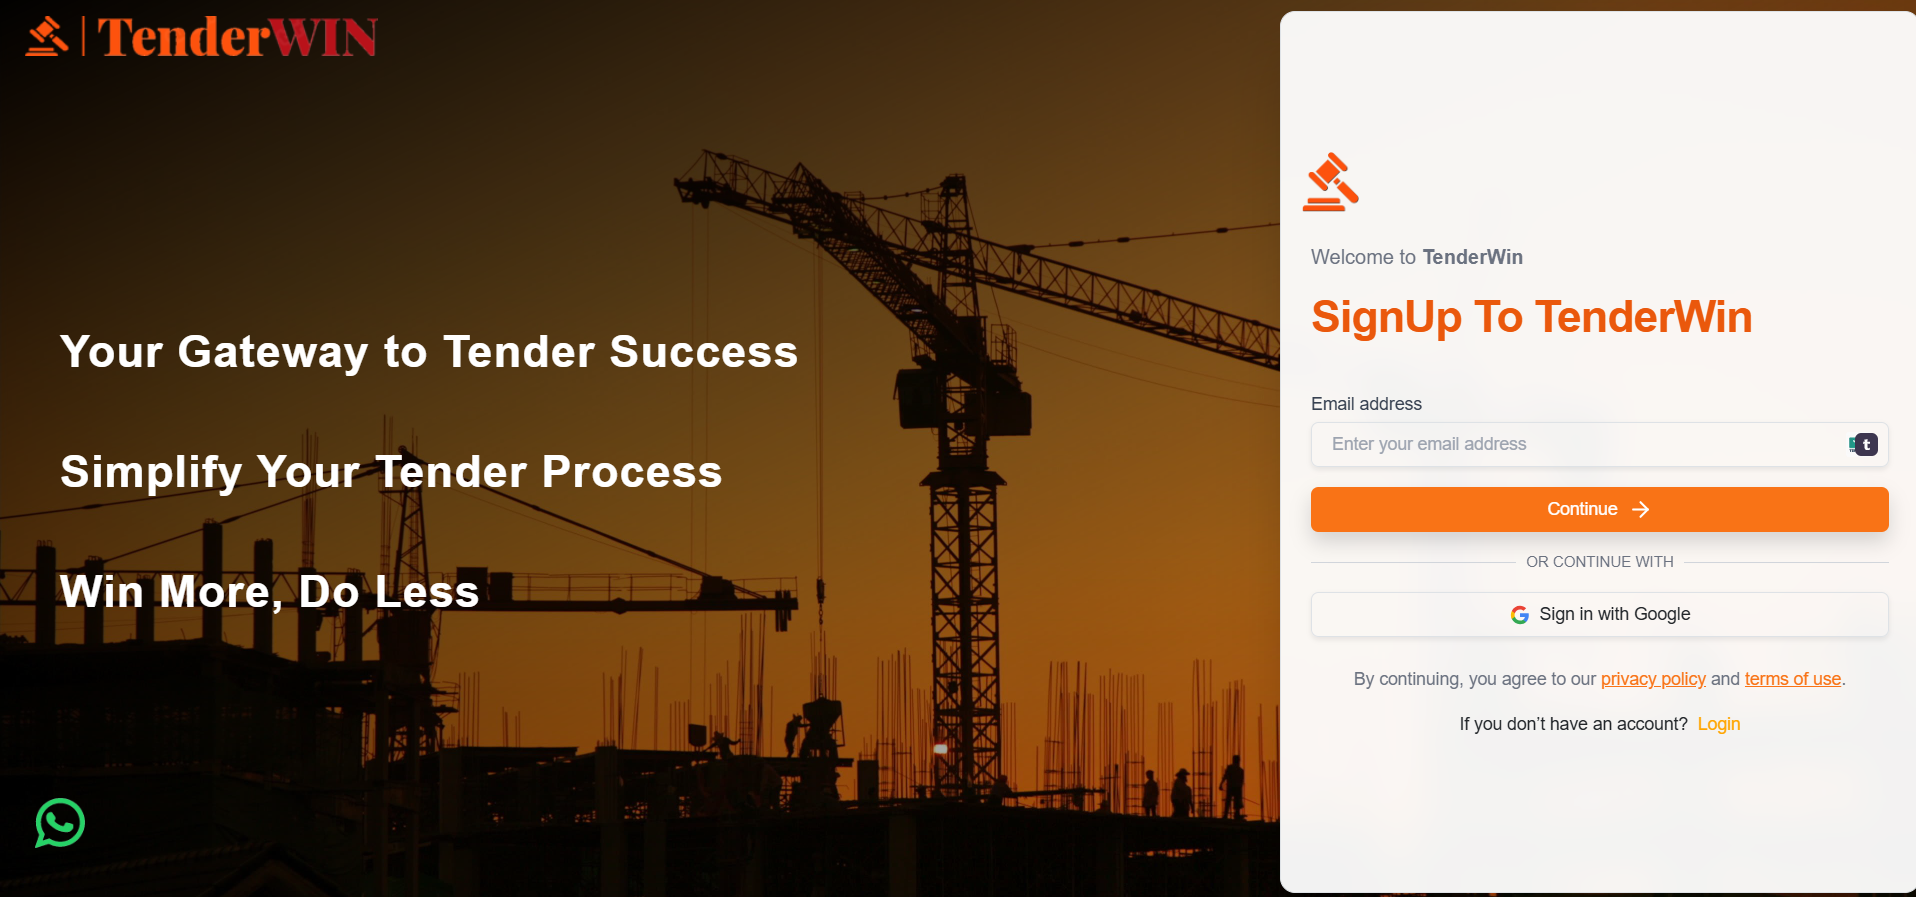 TenderWIN
Your Gateway to Tender Success
Simplify Your Tender Process
Win More, Do Less
Welcome to TenderWin
SignUp To TenderWin
Email address
Enter your email address
t
Continue
OR CONTINUE WITH
Sign in with Google
By continuing, you agree to our privacy policy and terms of use.
If you don’t have an account? Login